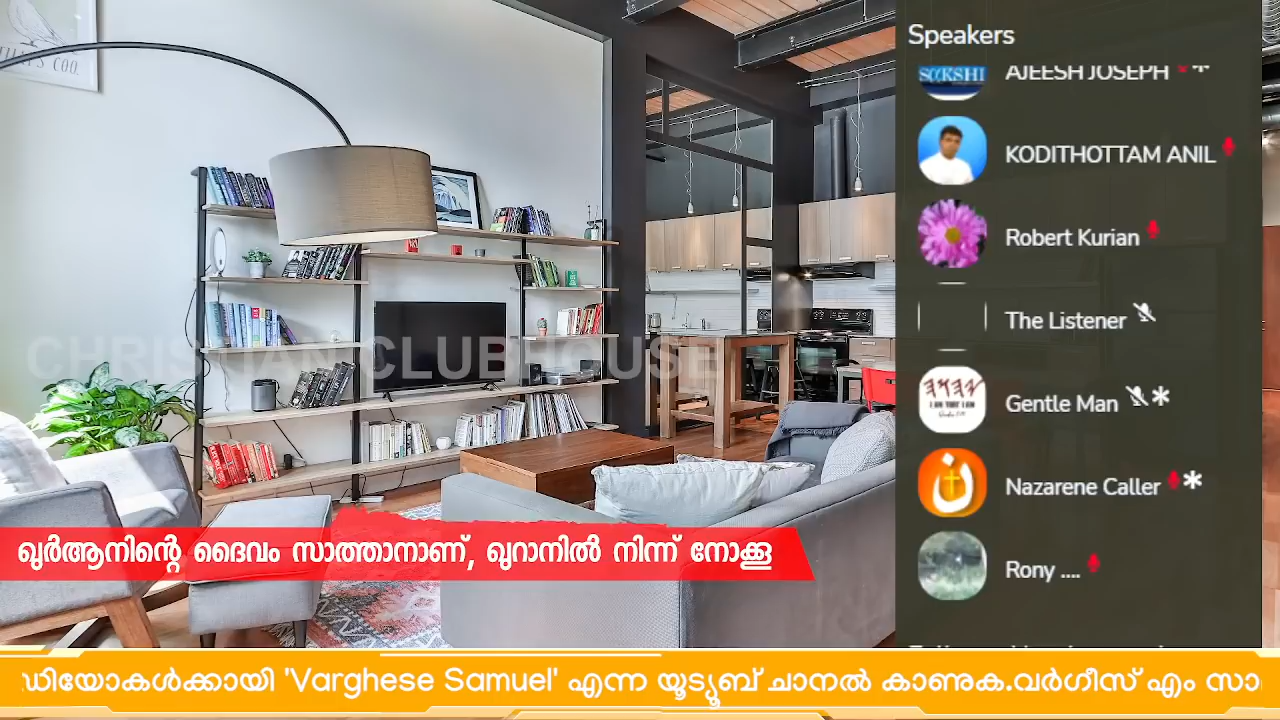 Speakers
AJEESH JOSEPH
KODITHOTTAM ANIL
Robert Kurian
The Listener
Gentle Man
Nazarene Caller
Rony ....
CHRISTIAN CLUBHOUSE
ഖുർആനിന്റെ ദൈവം സാത്താനാണ്, ഖുറാനിൽ നിന്ന് നോക്കൂ
'Varghese Samuel' എന്ന യൂട്യൂബ് ചാനൽ കാണുക.വർഗീസ് എം